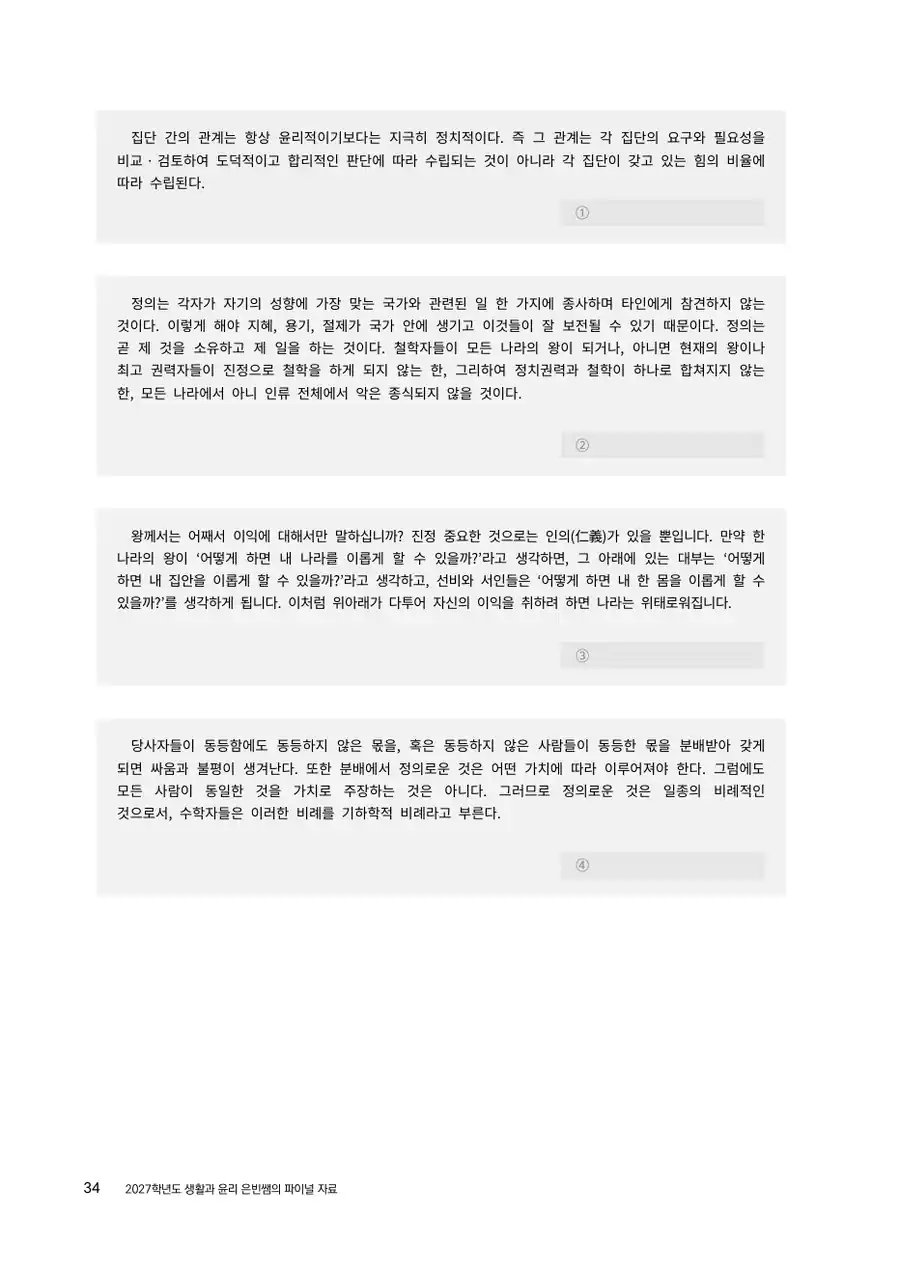 집단 간의 관계는 항상 윤리적이기보다는 지극히 정치적이다. 즉 그 관계는 각 집단의 요구와 필요성을
비교 · 검토하여 도덕적이고 합리적인 판단에 따라 수립되는 것이 아니라 각 집단이 갖고 있는 힘의 비율에
따라 수립된다.
①
정의는 각자가 자기의 성향에 가장 맞는 국가와 관련된 일 한 가지에 종사하며 타인에게 참견하지 않는
것이다. 이렇게 해야 지혜, 용기, 절제가 국가 안에 생기고 이것들이 잘 보전될 수 있기 때문이다. 정의는
곧 제 것을 소유하고 제 일을 하는 것이다. 철학자들이 모든 나라의 왕이 되거나, 아니면 현재의 왕이나
최고 권력자들이 진정으로 철학을 하게 되지 않는 한, 그리하여 정치권력과 철학이 하나로 합쳐지지 않는
한, 모든 나라에서 아니 인류 전체에서 악은 종식되지 않을 것이다.
②
왕께서는 어째서 이익에 대해서만 말하십니까? 진정 중요한 것으로는 인의(仁義)가 있을 뿐입니다. 만약 한
나라의 왕이 ‘어떻게 하면 내 나라를 이롭게 할 수 있을까?’라고 생각하면, 그 아래에 있는 대부는 ‘어떻게
하면 내 집안을 이롭게 할 수 있을까?’라고 생각하고, 선비와 서인들은 ‘어떻게 하면 내 한 몸을 이롭게 할 수
있을까?’를 생각하게 됩니다. 이처럼 위아래가 다투어 자신의 이익을 취하려 하면 나라는 위태로워집니다.
③
당사자들이 동등함에도 동등하지 않은 몫을, 혹은 동등하지 않은 사람들이 동등한 몫을 분배받아 갖게
되면 싸움과 불평이 생겨난다. 또한 분배에서 정의로운 것은 어떤 가치에 따라 이루어져야 한다. 그럼에도
모든 사람이 동일한 것을 가치로 주장하는 것은 아니다. 그러므로 정의로운 것은 일종의 비례적인
것으로서, 수학자들은 이러한 비례를 기하학적 비례라고 부른다.
④
34 2027학년도 생활과 윤리 은빈쌤의 파이널 자료